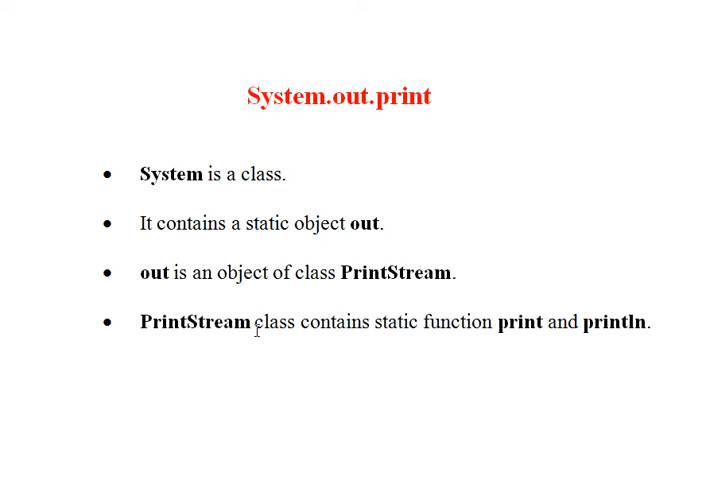 System.out.print
• System is a class.
• It contains a static object out.
• out is an object of class PrintStream.
• PrintStream class contains static function print and println.